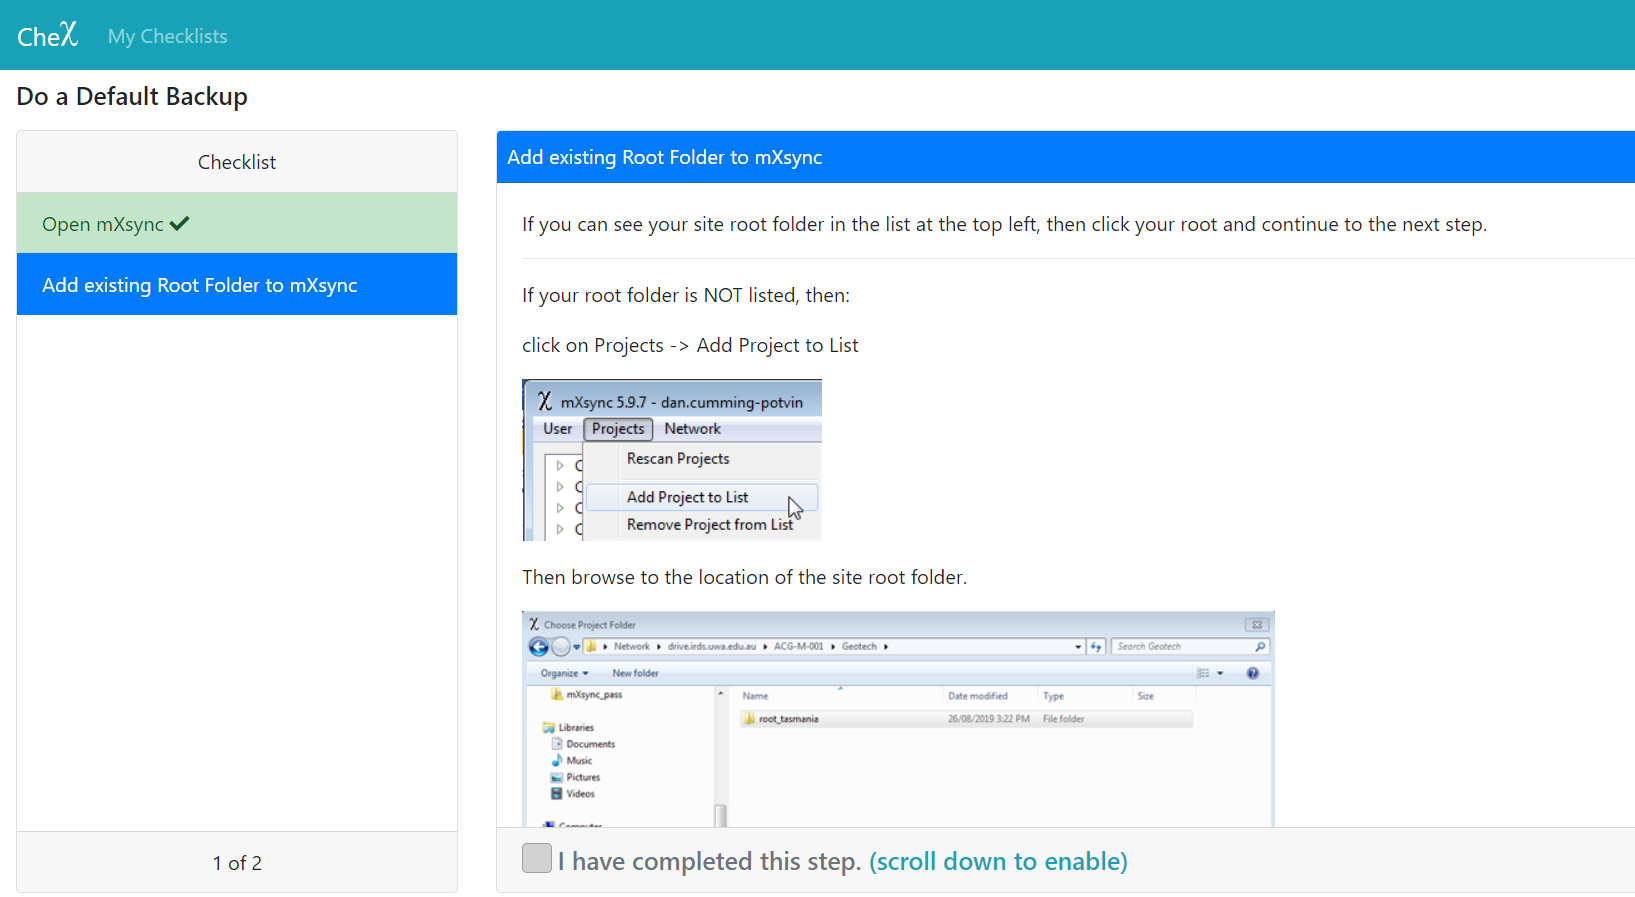 Cheχ My Checklists
Do a Default Backup
Checklist
Open mXsync
Add existing Root Folder to mXsync
1 of 2
Add existing Root Folder to mXsync
If you can see your site root folder in the list at the top left, then click your root and continue to the next step.
If your root folder is NOT listed, then:
click on Projects -> Add Project to List
χ mXsync 5.9.7 - dan.cumming-potvin
User Projects Network
Rescan Projects
Add Project to List
Remove Project from List
Then browse to the location of the site root folder.
χ Choose Project Folder
Network drive.irds.uwa.edu.au ACG-M-001 Geotech Search Geotech
Organize New folder
mXsync_pass
Libraries
Documents
Music
Pictures
Videos
Computer
Name Date modified Type Size
root_tasmania 26/08/2019 3:22 PM File folder
I have completed this step. (scroll down to enable)